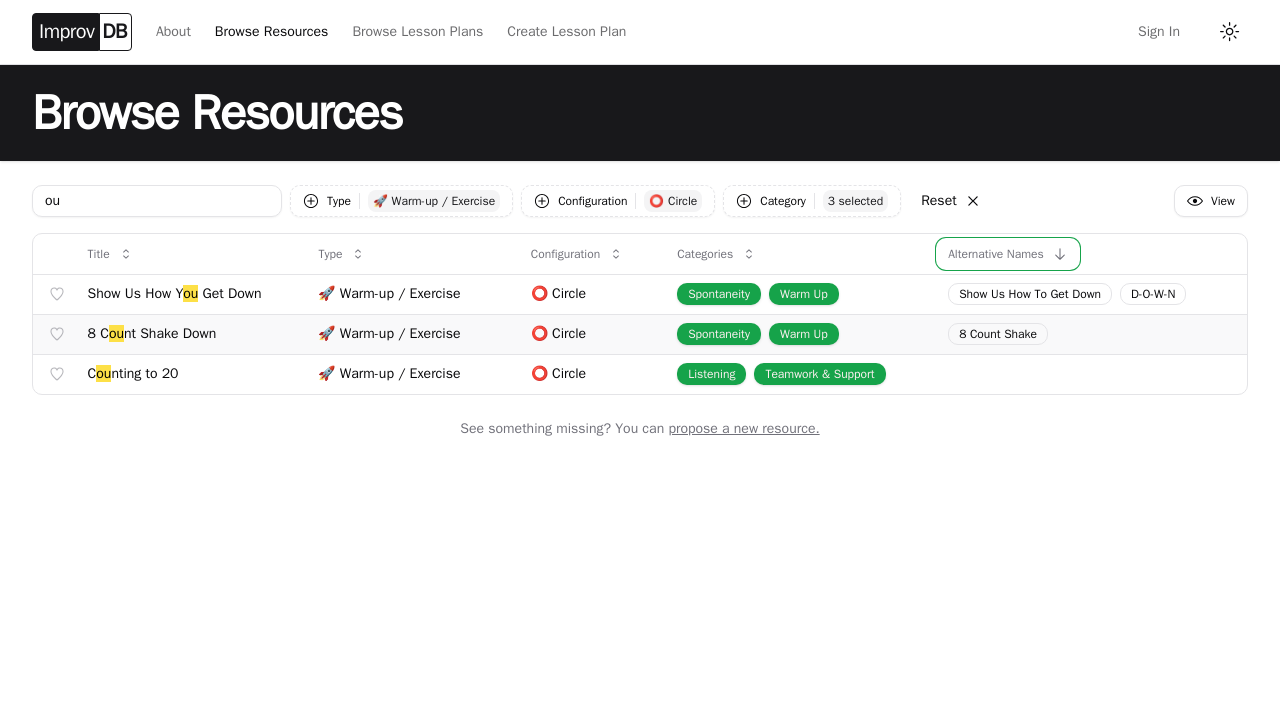 Improv DB About Browse Resources Browse Lesson Plans Create Lesson Plan Sign In
Browse Resources
ou Type 🚀 Warm-up / Exercise Configuration ⭕ Circle Category 3 selected Reset View
Title Type Configuration Categories Alternative Names
Show Us How You Get Down 🚀 Warm-up / Exercise ⭕ Circle Spontaneity Warm Up Show Us How To Get Down D-O-W-N
8 Count Shake Down 🚀 Warm-up / Exercise ⭕ Circle Spontaneity Warm Up 8 Count Shake
Counting to 20 🚀 Warm-up / Exercise ⭕ Circle Listening Teamwork & Support
See something missing? You can propose a new resource.